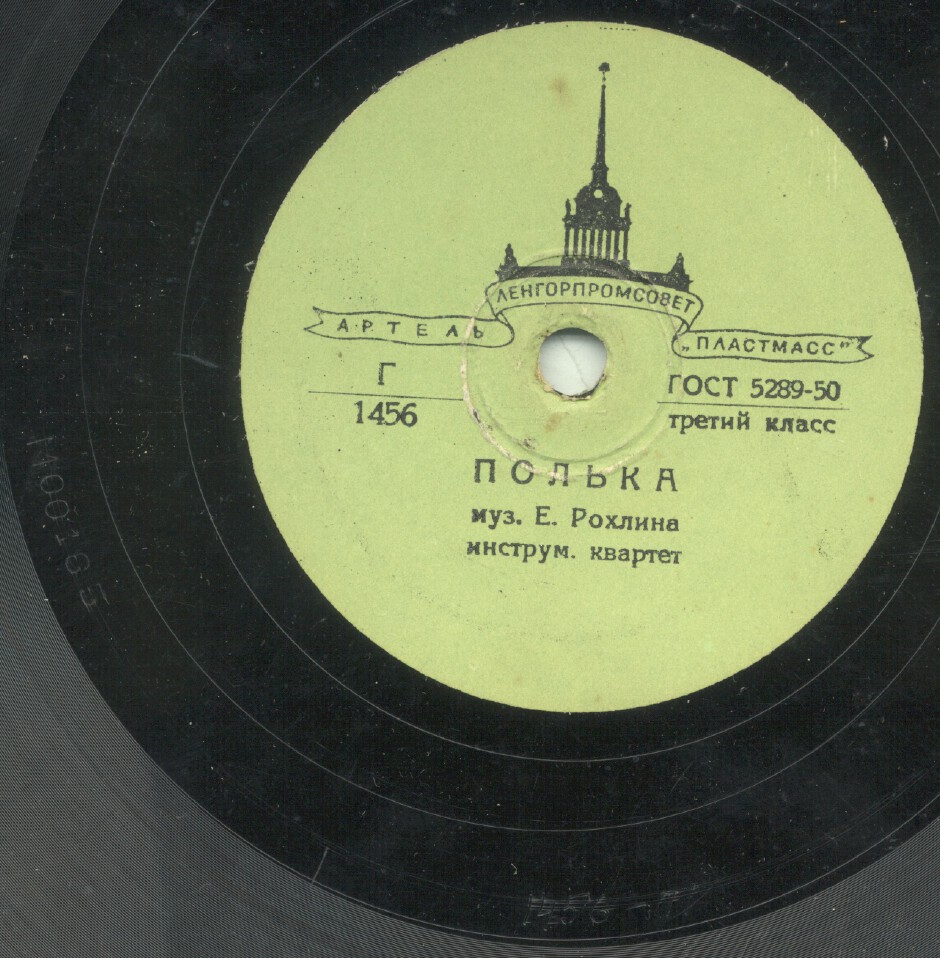 ЛЕНГОРПРОМСОВЕТ
АРТЕЛЬ
„ПЛАСТМАСС"
Г
1456
ГОСТ 5289-50
третий класс
ПОЛЬКА
муз. Е. Рохлина
инструм. квартет